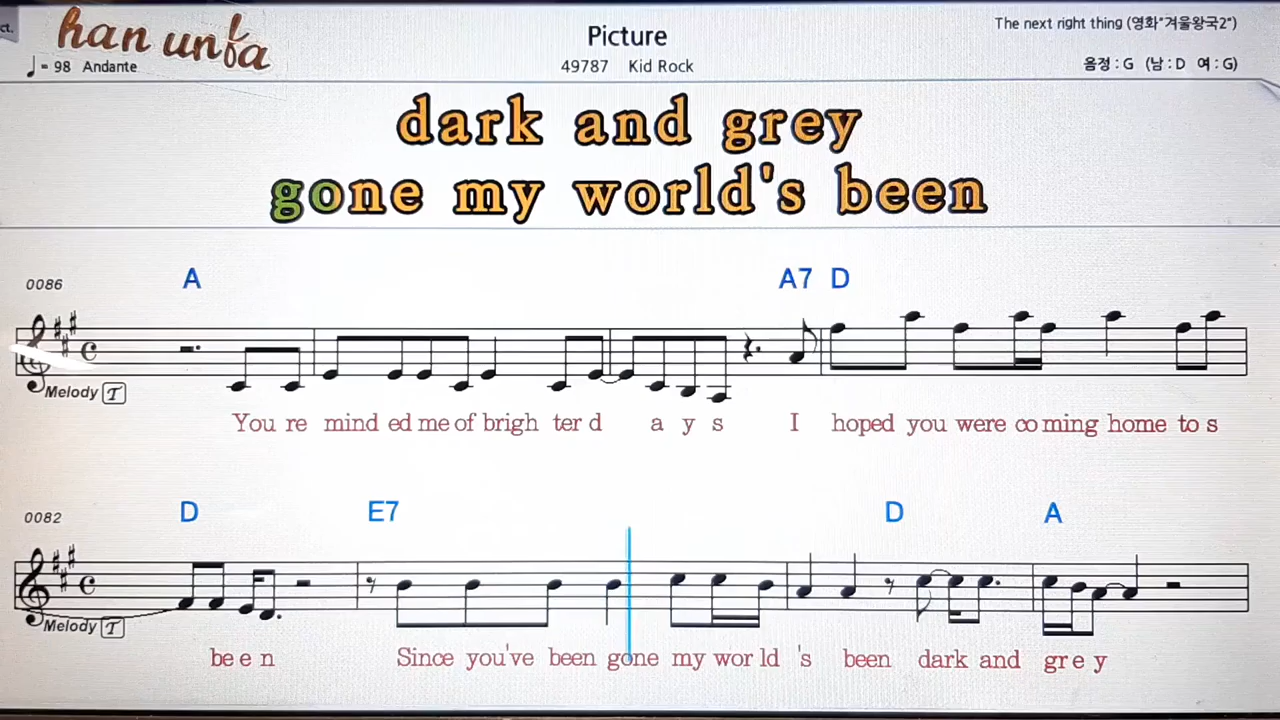 ct.
han unfa
♩= 98 Andante
Picture
49787 Kid Rock
The next right thing (영화"겨울왕국2")
음정 : G (남 : D 여 : G)
dark and grey
gone my world's been
0086
A A7 D
Melody T
You re mind ed me of brigh ter d a y s I hoped you were co ming home to s
0082
D E7 D A
Melody T
be e n Since you've been gone my wor ld 's been dark and gre y